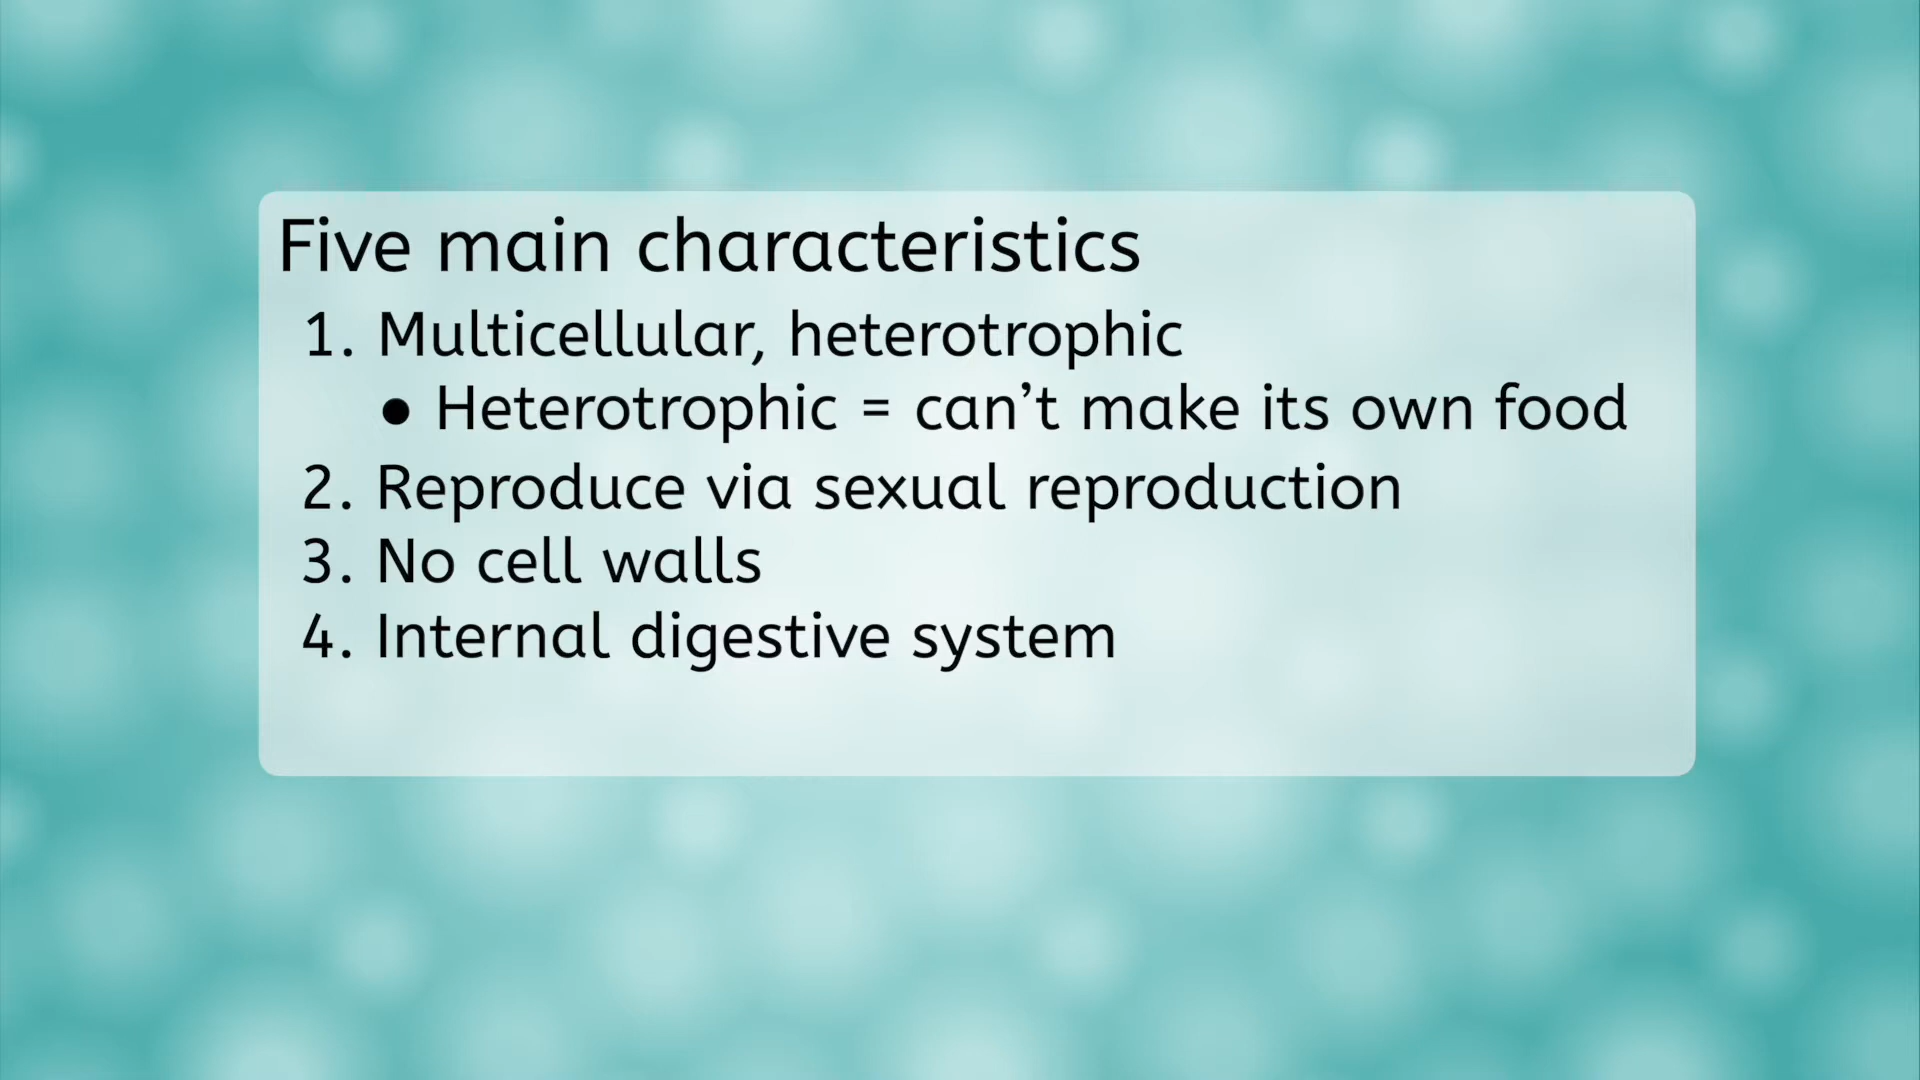 Five main characteristics
1. Multicellular, heterotrophic
● Heterotrophic = can’t make its own food
2. Reproduce via sexual reproduction
3. No cell walls
4. Internal digestive system